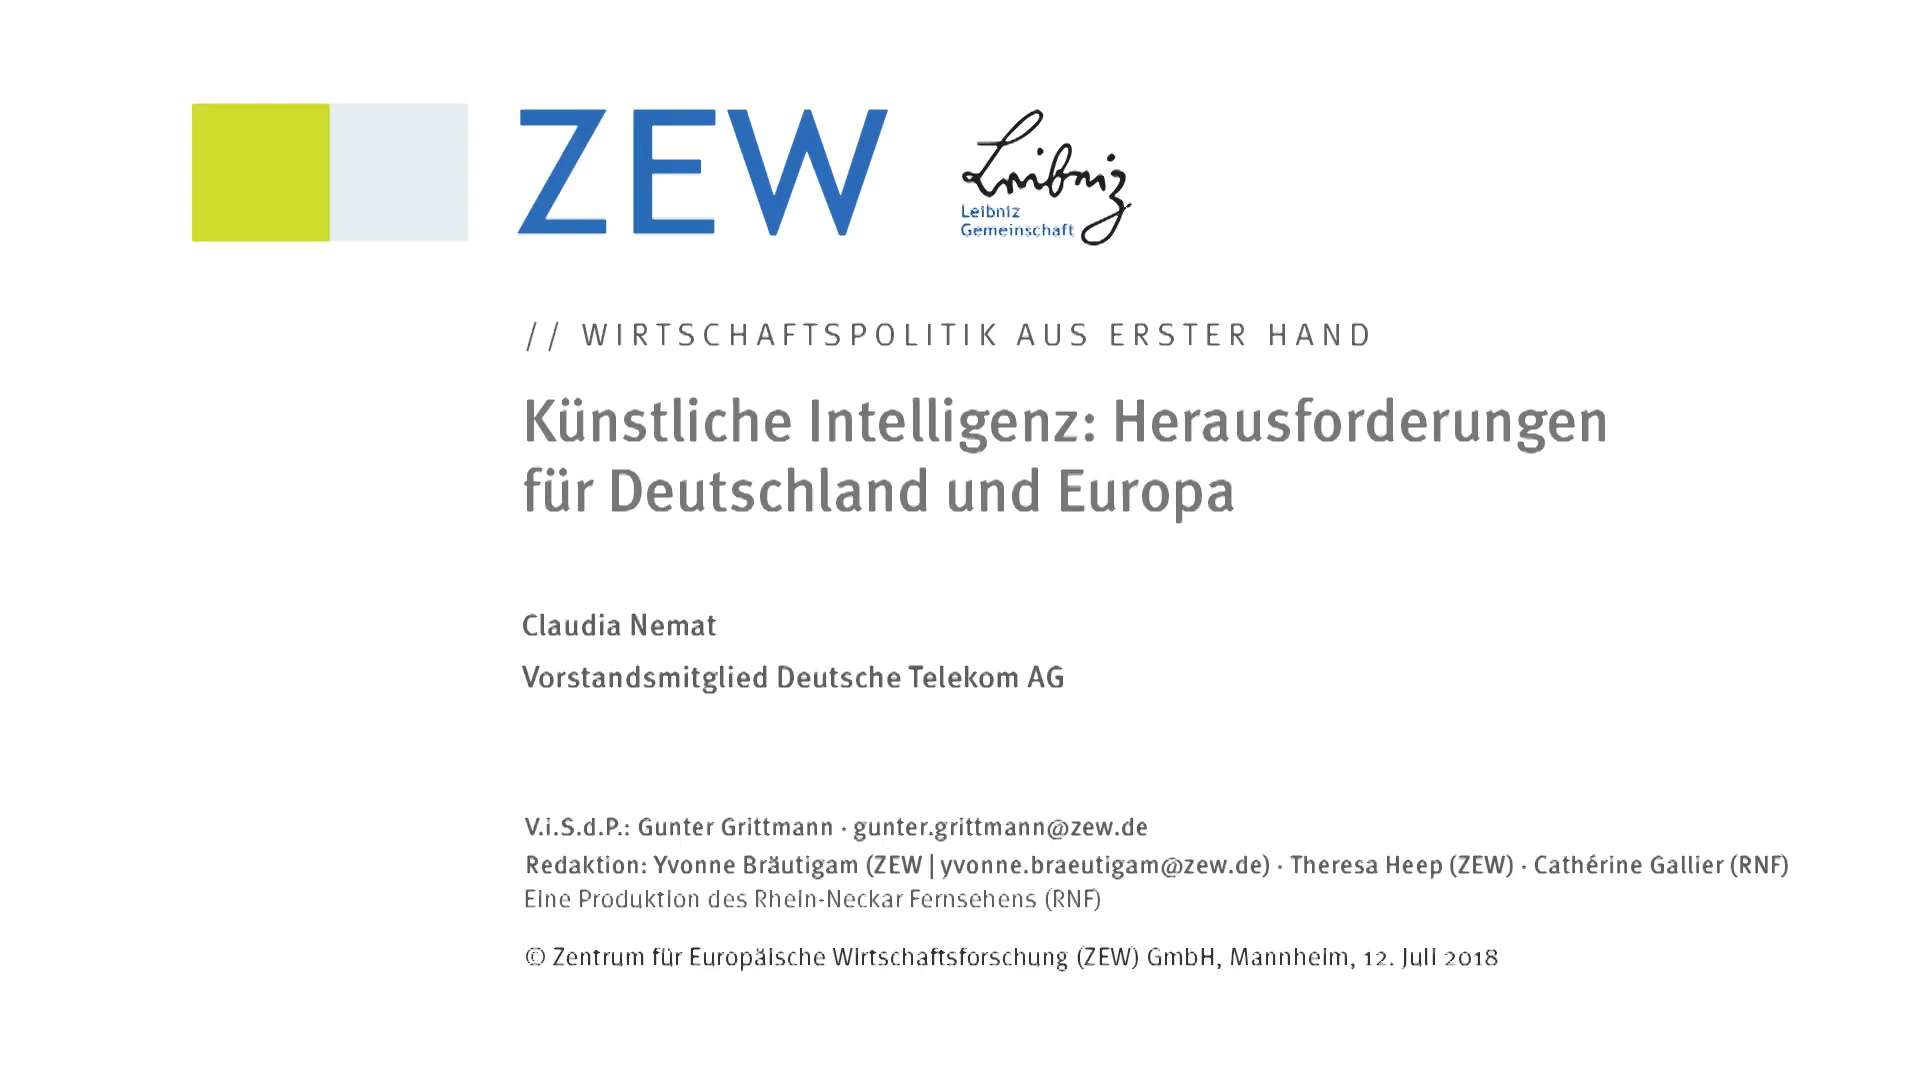 ZEW
Leibniz
Leibniz
Gemeinschaft
// WIRTSCHAFTSPOLITIK AUS ERSTER HAND
Künstliche Intelligenz: Herausforderungen
für Deutschland und Europa
Claudia Nemat
Vorstandsmitglied Deutsche Telekom AG
V.i.S.d.P.: Gunter Grittmann · gunter.grittmann@zew.de
Redaktion: Yvonne Bräutigam (ZEW | yvonne.braeutigam@zew.de) · Theresa Heep (ZEW) · Cathérine Gallier (RNF)
Eine Produktion des Rhein-Neckar Fernsehens (RNF)
© Zentrum für Europäische Wirtschaftsforschung (ZEW) GmbH, Mannheim, 12. Juli 2018